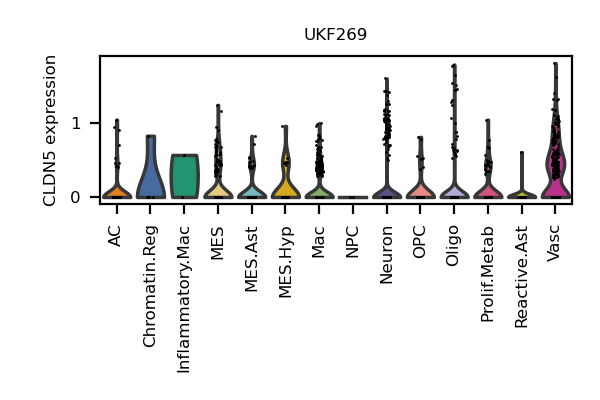 UKF269
CLDN5 expression
1
0
AC
Chromatin.Reg
Inflammatory.Mac
MES
MES.Ast
MES.Hyp
Mac
NPC
Neuron
OPC
Oligo
Prolif.Metab
Reactive.Ast
Vasc